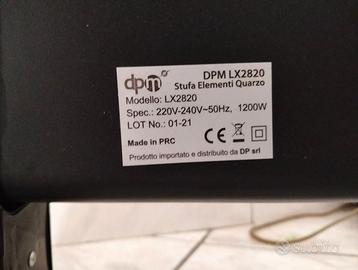 dpm
DPM LX2820
Stufa Elementi Quarzo
Modello: LX2820
Spec.: 220V-240V~50Hz, 1200W
LOT No.: 01-21
Made in PRC
CE
Prodotto importato e distribuito da DP srl
Subito